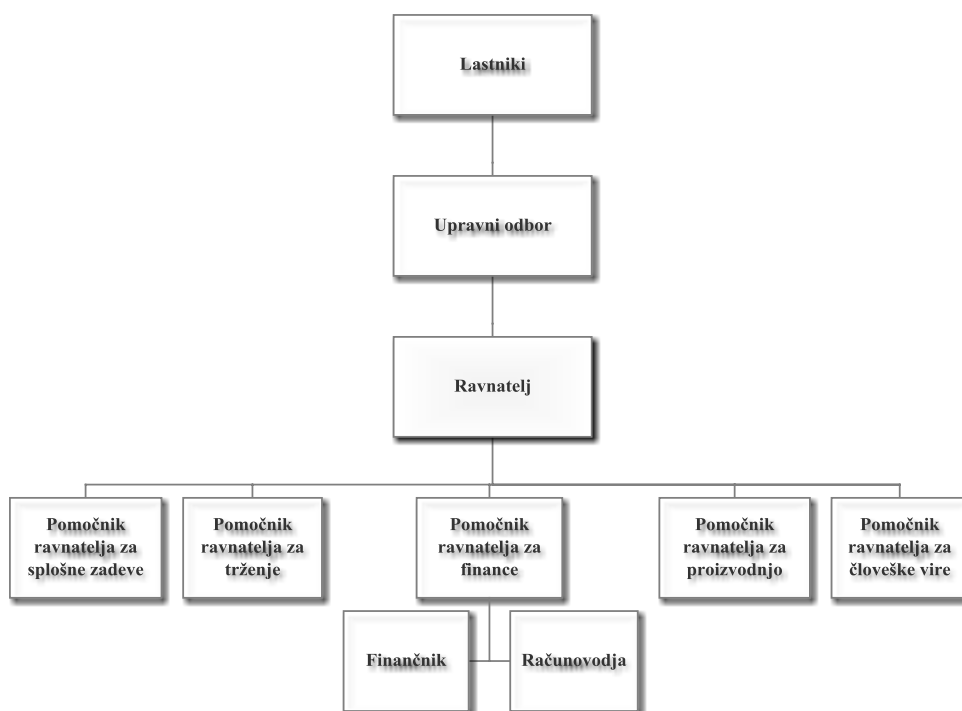 Lastniki
Upravni odbor
Ravnatelj
Pomočnik
ravnatelja za
splošne zadeve
Pomočnik
ravnatelja za
trženje
Pomočnik
ravnatelja za
finance
Pomočnik
ravnatelja za
proizvodnjo
Pomočnik
ravnatelja za
človeške vire
Finančnik
Računovodja